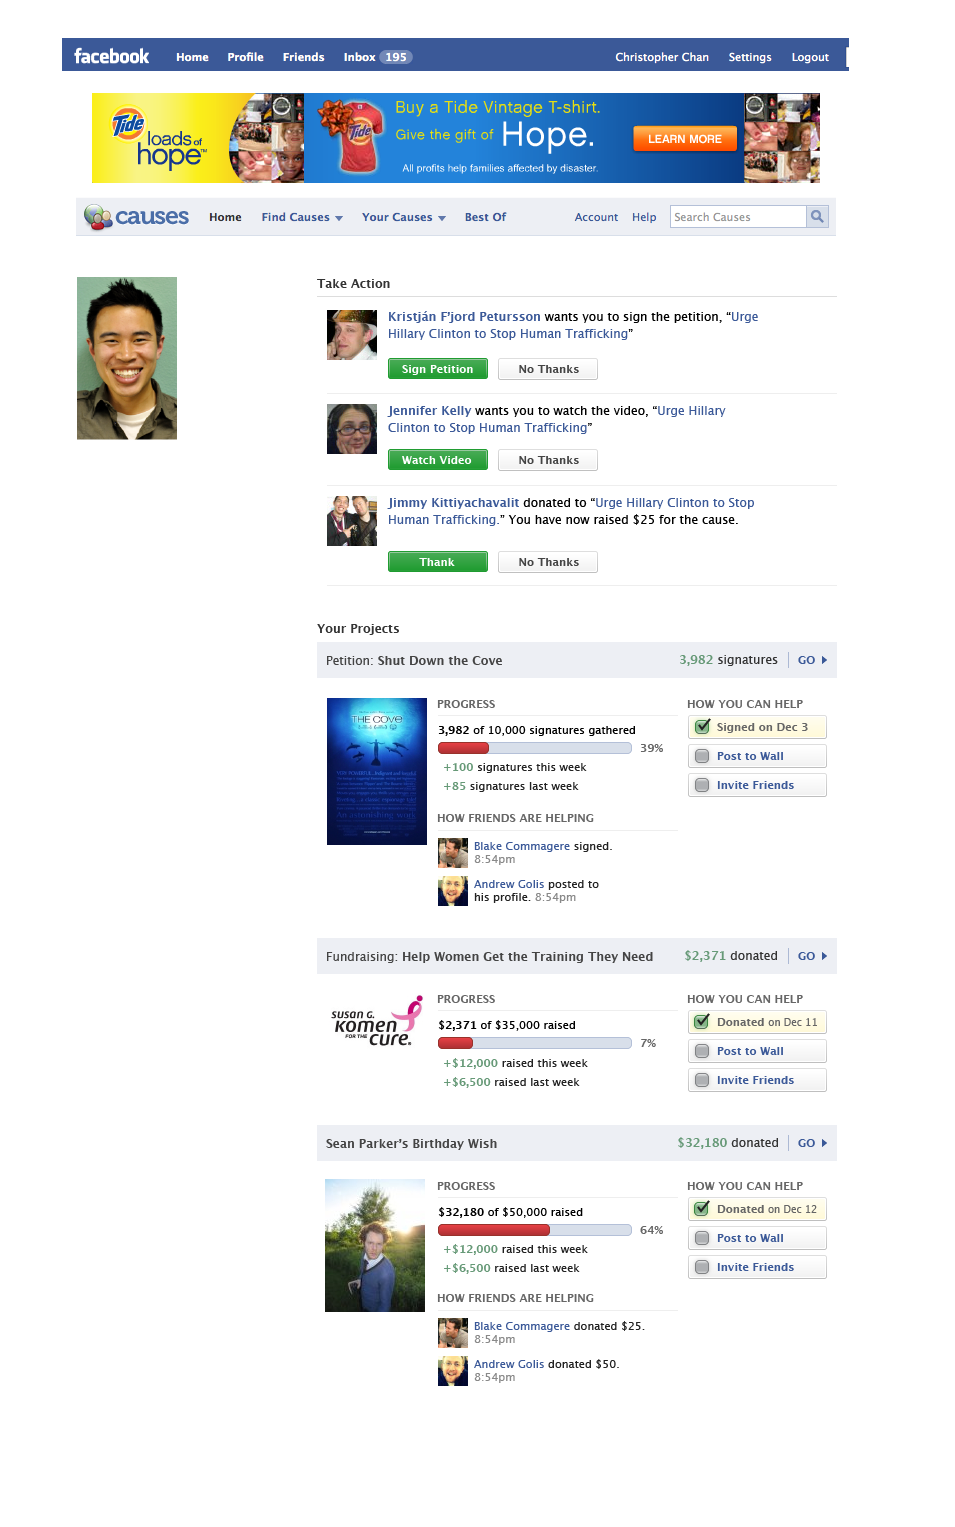 facebook Home Profile Friends Inbox 195 Christopher Chan Settings Logout
Tide loads of hope™
Buy a Tide Vintage T-shirt.
Give the gift of Hope.
All profits help families affected by disaster.
LEARN MORE
causes Home Find Causes Your Causes Best Of Account Help Search Causes
Take Action
Kristján F'jord Petursson wants you to sign the petition, “Urge
Hillary Clinton to Stop Human Trafficking”
Sign Petition No Thanks
Jennifer Kelly wants you to watch the video, “Urge Hillary
Clinton to Stop Human Trafficking”
Watch Video No Thanks
Jimmy Kittiyachavalit donated to “Urge Hillary Clinton to Stop
Human Trafficking.” You have now raised $25 for the cause.
Thank No Thanks
Your Projects
Petition: Shut Down the Cove 3,982 signatures GO
THE COVE
PROGRESS
3,982 of 10,000 signatures gathered
39%
+100 signatures this week
+85 signatures last week
HOW YOU CAN HELP
Signed on Dec 3
Post to Wall
Invite Friends
HOW FRIENDS ARE HELPING
Blake Commagere signed.
8:54pm
Andrew Golis posted to
his profile. 8:54pm
Fundraising: Help Women Get the Training They Need $2,371 donated GO
SUSAN G.
komen
FOR THE cure.
PROGRESS
$2,371 of $35,000 raised
7%
+$12,000 raised this week
+$6,500 raised last week
HOW YOU CAN HELP
Donated on Dec 11
Post to Wall
Invite Friends
Sean Parker’s Birthday Wish $32,180 donated GO
PROGRESS
$32,180 of $50,000 raised
64%
+$12,000 raised this week
+$6,500 raised last week
HOW YOU CAN HELP
Donated on Dec 12
Post to Wall
Invite Friends
HOW FRIENDS ARE HELPING
Blake Commagere donated $25.
8:54pm
Andrew Golis donated $50.
8:54pm